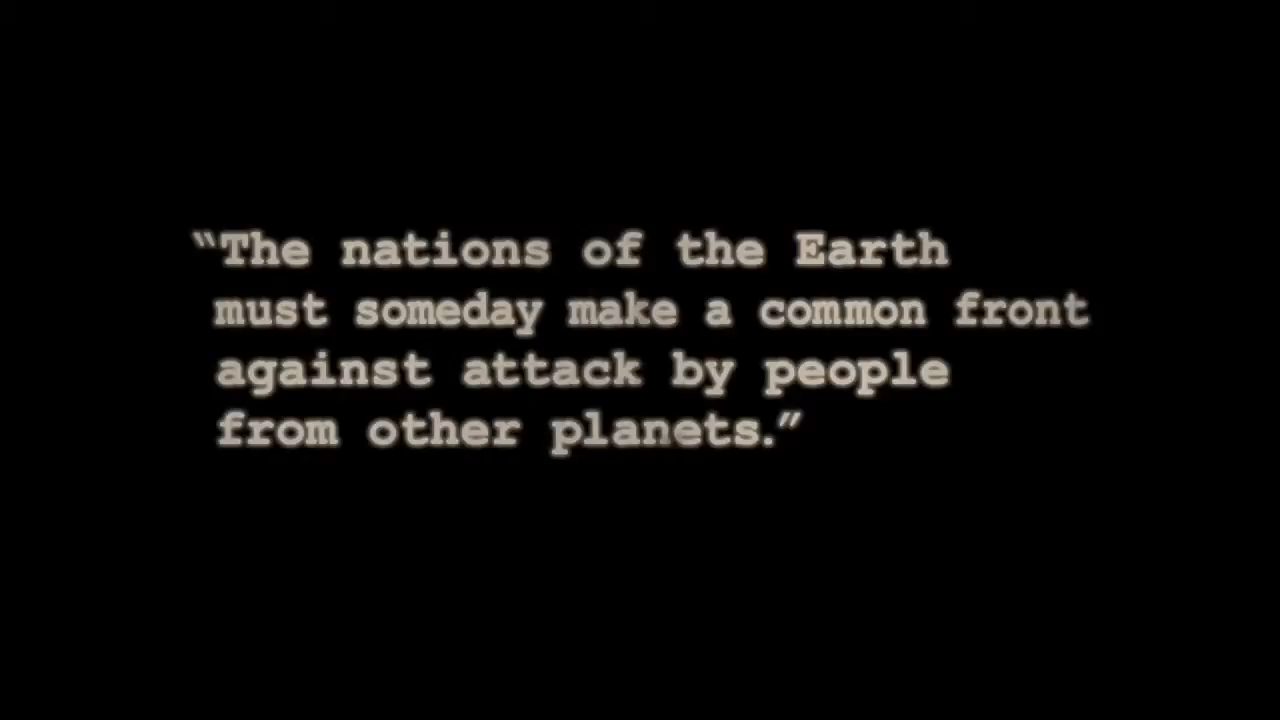 “The nations of the Earth
must someday make a common front
against attack by people
from other planets.”